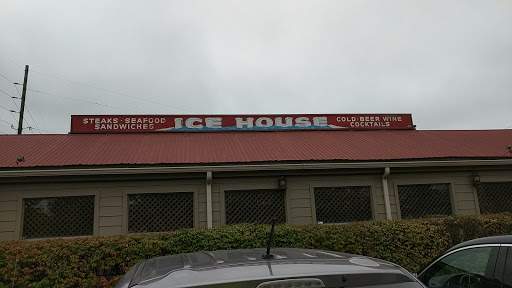 STEAKS · SEAFOOD
SANDWICHES
ICE HOUSE
COLD · BEER WINE
COCKTAILS